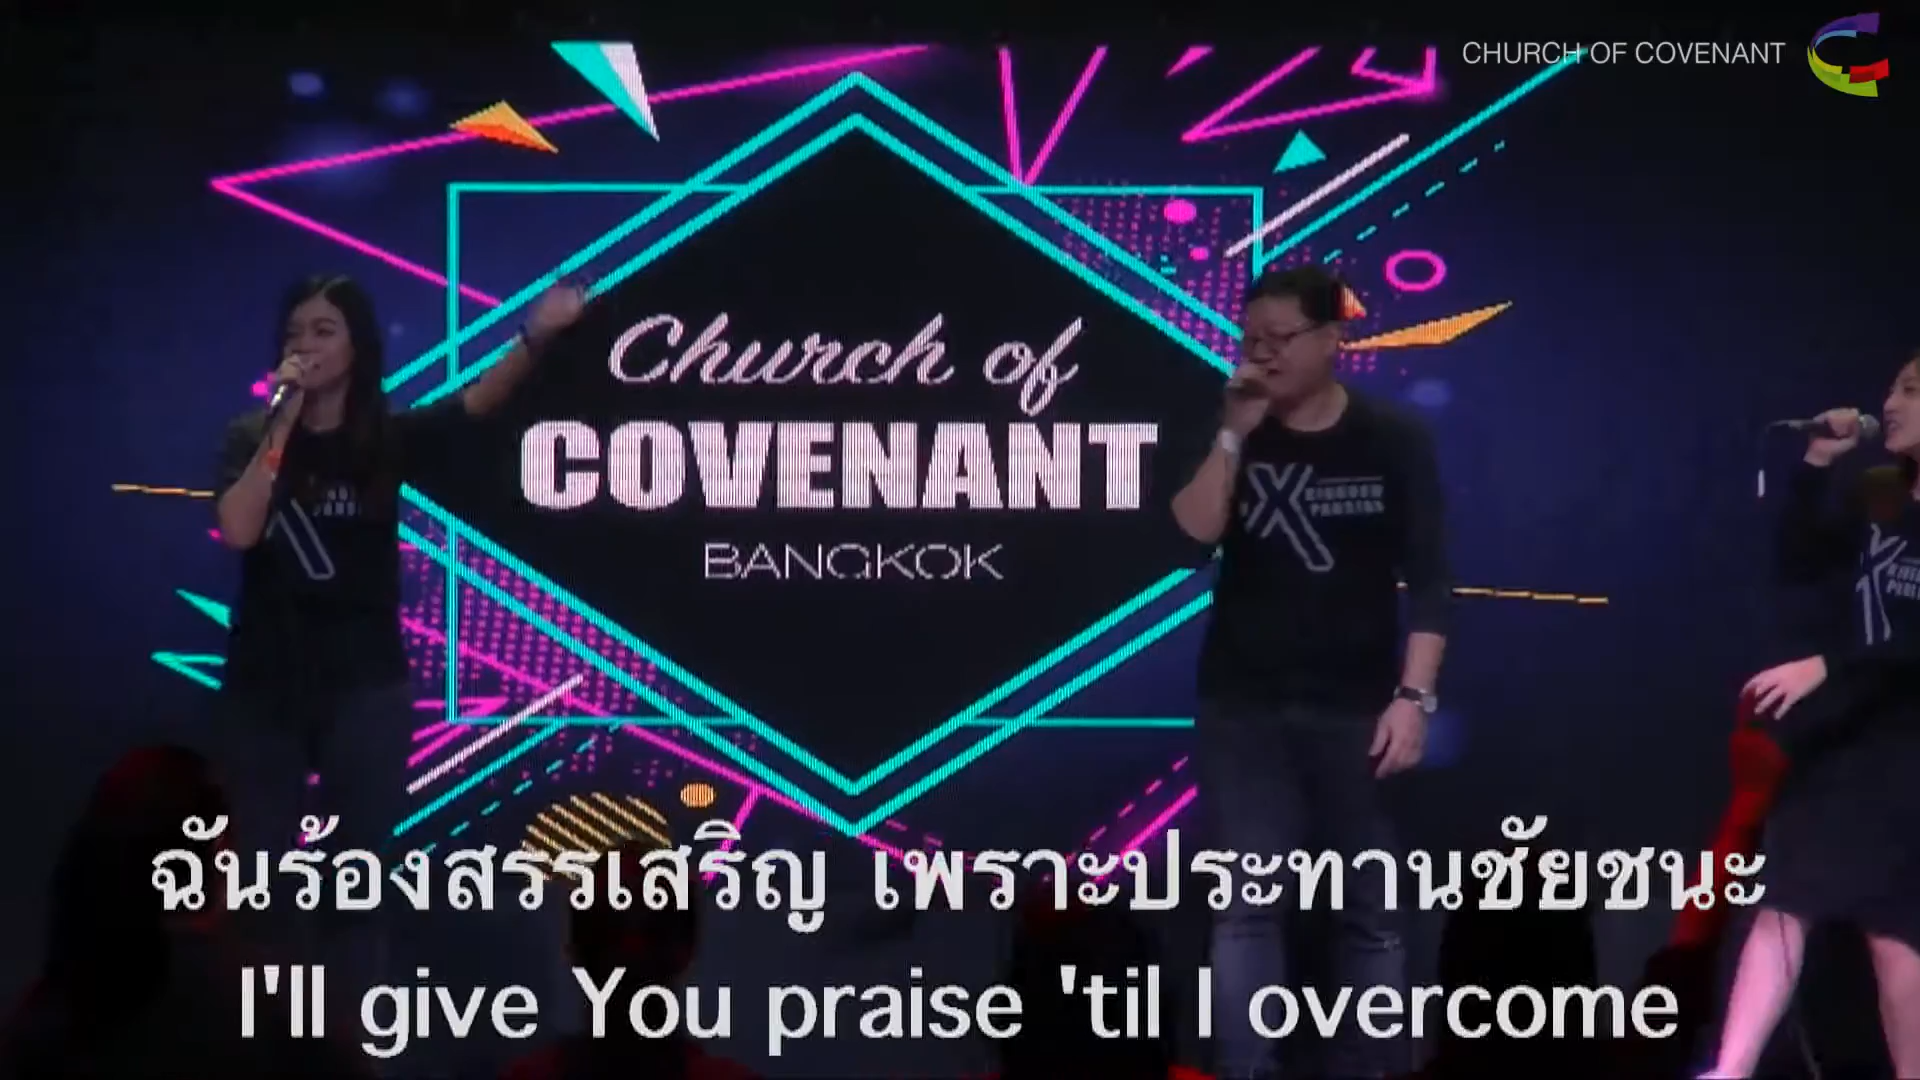 CHURCH OF COVENANT
Church of
COVENANT
BANGKOK
X KINGDOM
ฉันร้องสรรเสริญ เพราะประทานชัยชนะ
I'll give You praise 'til I overcome